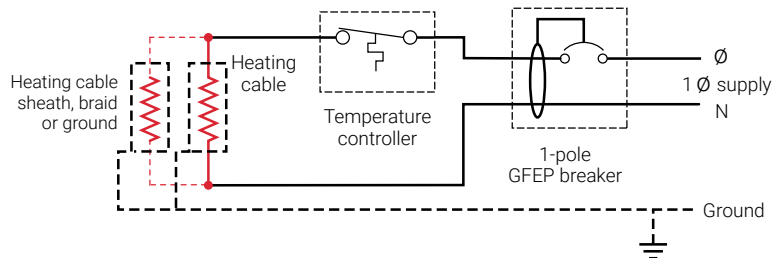 Heating cable
sheath, braid
or ground
Heating
cable
Temperature
controller
1-pole
GFEP breaker
Ø
1 Ø supply
N
Ground